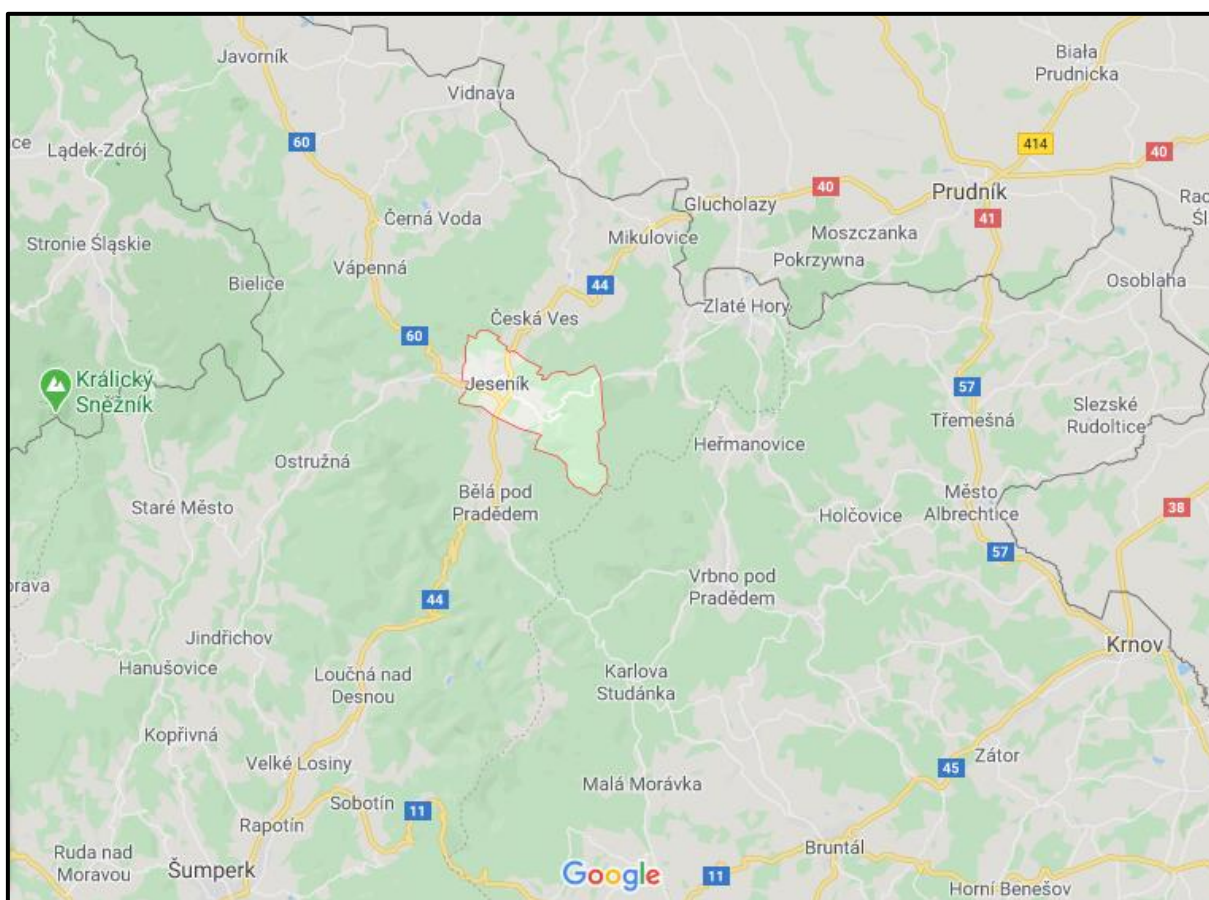 Javorník
Biała
Prudnicka
Vidnava
60
ce
Lądek-Zdrój
414
40
40
Glucholazy
Prudník
Černá Voda
41
Mikulovice
Moszczanka
Stronie Śląskie
Pokrzywna
Vápenná
Bielice
44
Osoblaha
Zlaté Hory
Česká Ves
60
Králický
Sněžník
Jeseník
57
Třemešná
Slezské
Rudoltice
Heřmanovice
Ostružná
Staré Město
Bělá pod
Pradědem
Holčovice
Město
Albrechtice
38
57
orava
44
Vrbno pod
Pradědem
Jindřichov
Krnov
Hanušovice
Loučná nad
Desnou
Karlova
Studánka
Kopřivná
Velké Losiny
Zátor
45
Malá Morávka
Sobotín
11
Rapotín
Ruda nad
Moravou
Šumperk
Google
11
Bruntál
Horní Benešov